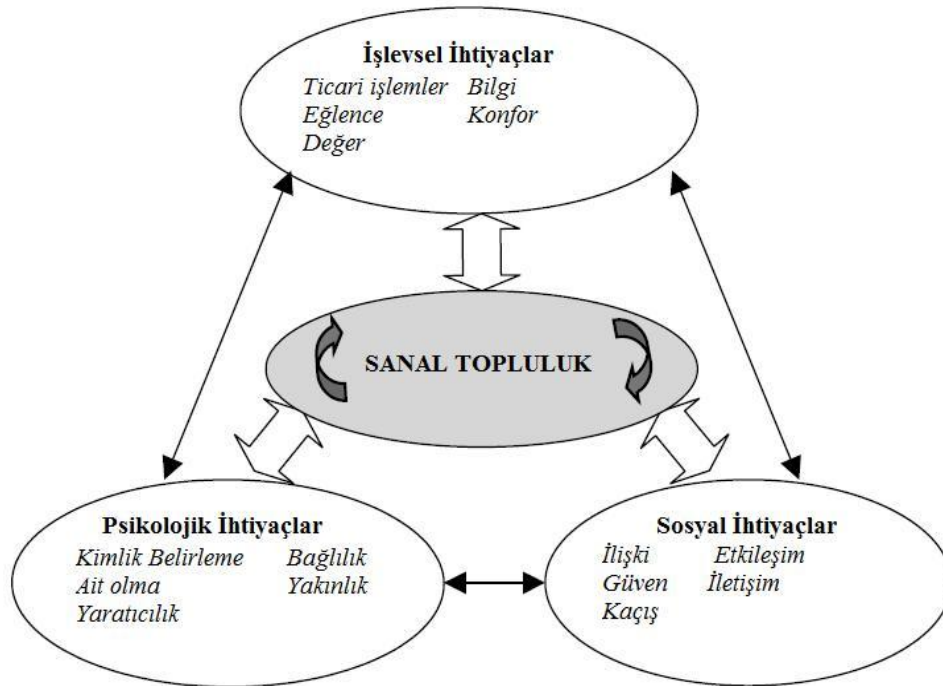 İşlevsel İhtiyaçlar
Ticari işlemler Bilgi
Eğlence Konfor
Değer
SANAL TOPLULUK
Psikolojik İhtiyaçlar
Kimlik Belirleme Bağlılık
Ait olma Yakınlık
Yaratıcılık
Sosyal İhtiyaçlar
İlişki Etkileşim
Güven İletişim
Kaçış